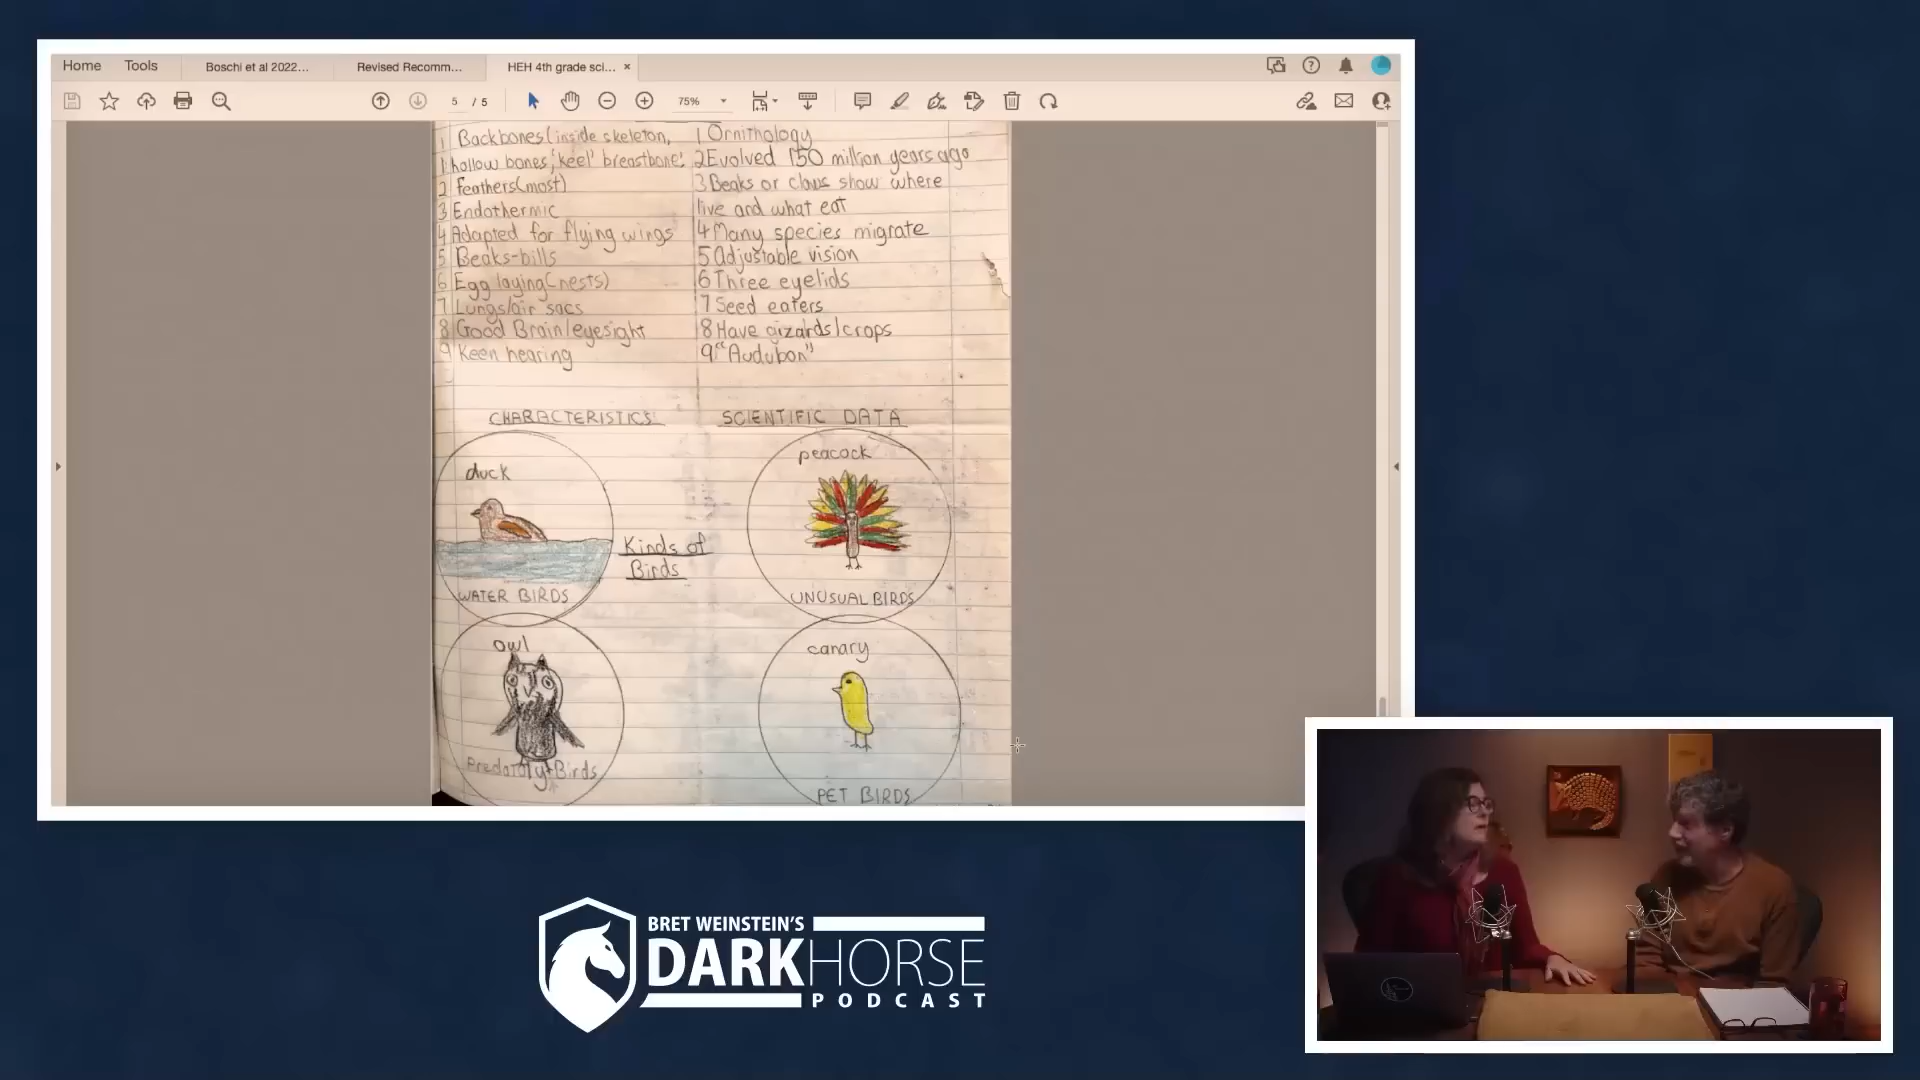 Home Tools Boschi et al 2022... Revised Recomm... HEH 4th grade sci... ×
5 / 5 75%
1 Backbones (inside skeleton,
1 hollow bones, 'keel' breastbone'
2 feathers (most)
3 Endothermic
4 Adapted for flying wings
5 Beaks-bills
6 Egg laying (nests)
7 Lungs/air sacs
8 Good Brain/eyesight
9 Keen hearing
1 Ornithology
2 Evolved 150 million years ago
3 Beaks or claws show where
live and what eat
4 Many species migrate
5 adjustable vision
6 Three eyelids
7 Seed eaters
8 Have gizards/crops
9 "Audubon"
CHARACTERISTICS
SCIENTIFIC DATA
duck
WATER BIRDS
Kinds of
Birds
peacock
UNUSUAL BIRDS
owl
Predatory Birds
canary
PET BIRDS
BRET WEINSTEIN'S
DARKHORSE
PODCAST